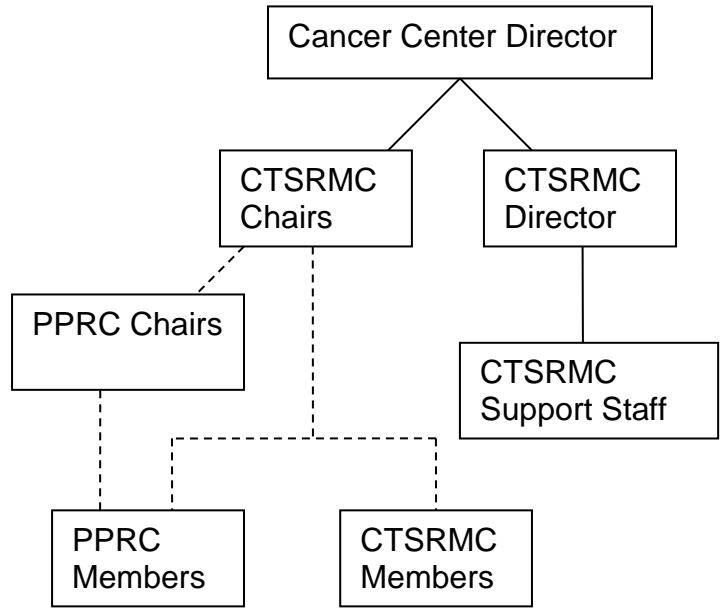 Cancer Center Director
CTSRMC
Chairs
CTSRMC
Director
PPRC Chairs
CTSRMC
Support Staff
PPRC
Members
CTSRMC
Members